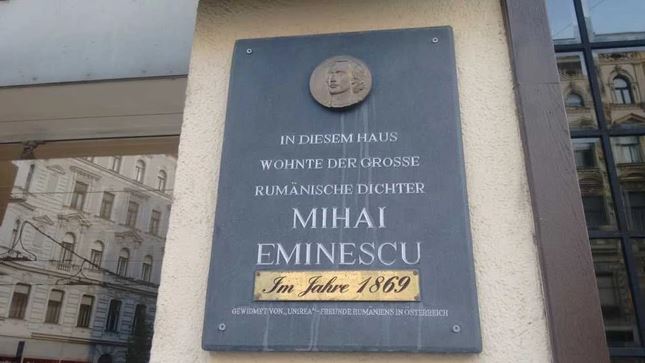 IN DIESEM HAUS
WOHNTE DER GROSSE
RUMÄNISCHE DICHTER
MIHAI
EMINESCU
Im Jahre 1869
GEWIDMET VON „UNIREA"-FREUNDE RUMANIENS IN ÖSTERREICH